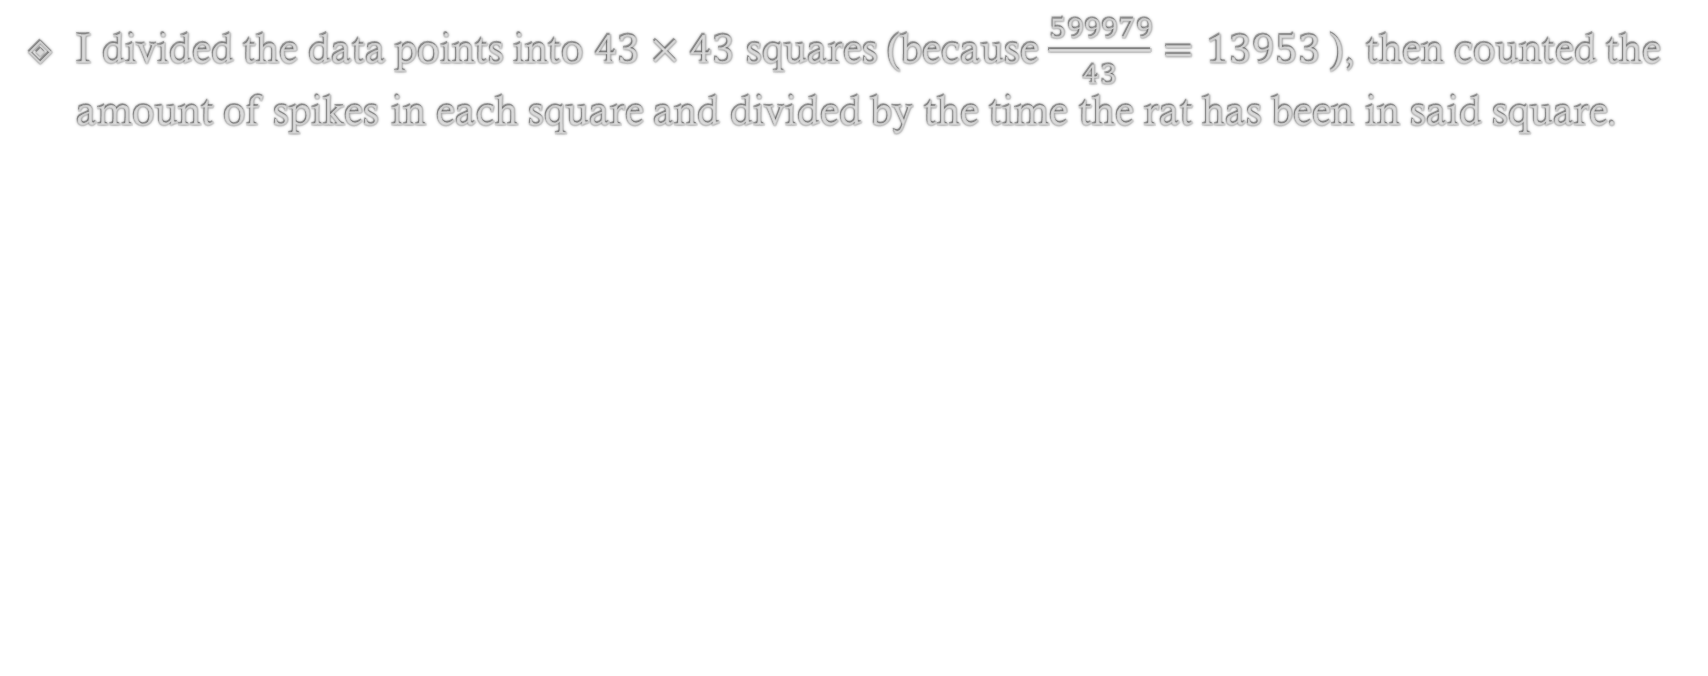 ❖ I divided the data points into 43 × 43 squares (because 599979/43 = 13953 ), then counted the
amount of spikes in each square and divided by the time the rat has been in said square.